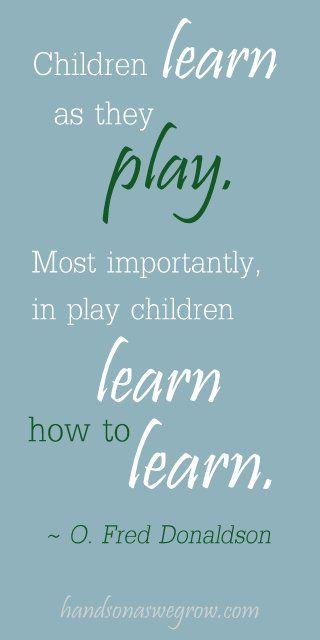 Children learn
as they
play.
Most importantly,
in play children
learn
how to
learn.
~ O. Fred Donaldson
handsonaswegrow.com